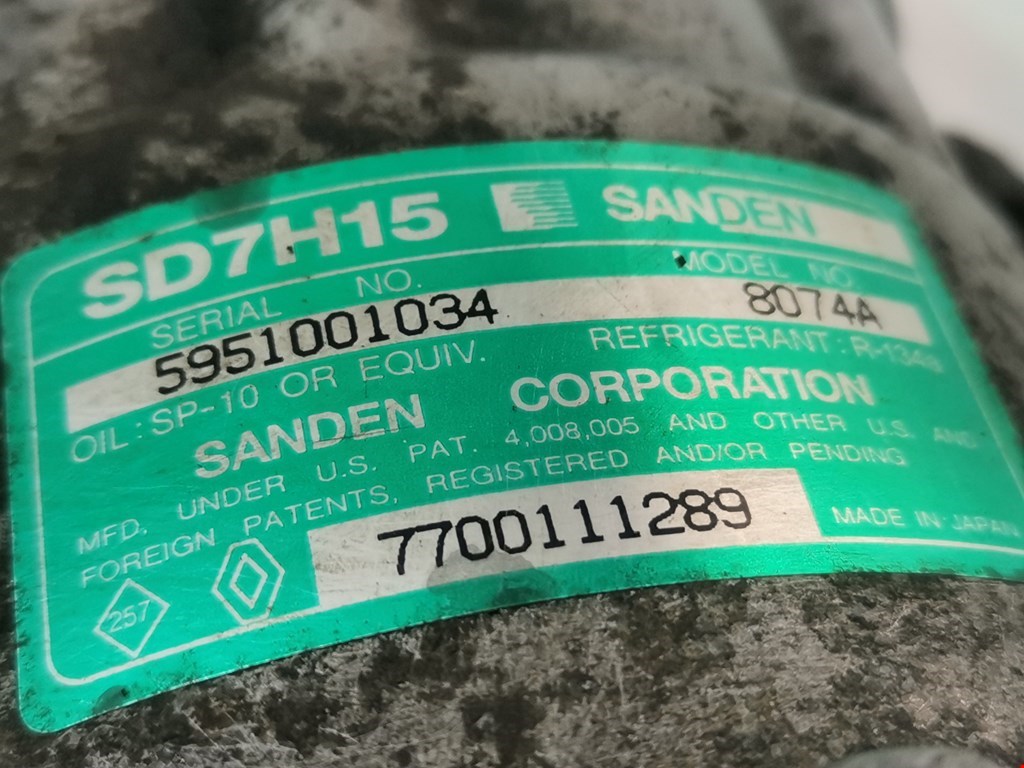 SD7H15 SANDEN
SERIAL NO. MODEL NO.
5951001034 8074A
OIL : SP-10 OR EQUIV. REFRIGERANT : R-134a
SANDEN CORPORATION
MFD. UNDER U.S. PAT. 4,008,005 AND OTHER U.S. AND
FOREIGN PATENTS, REGISTERED AND/OR PENDING
7700111289 MADE IN JAPAN
257